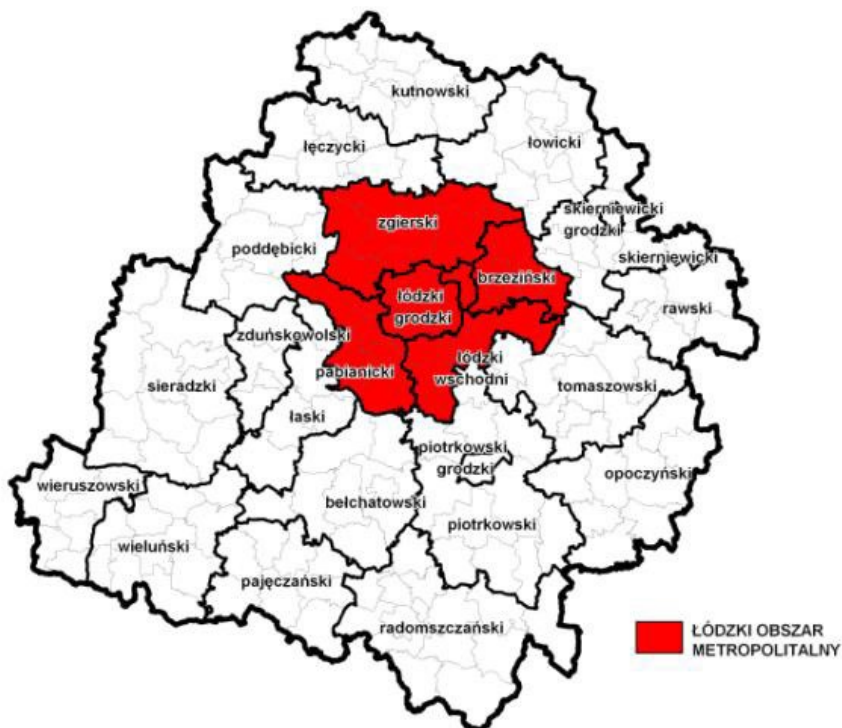 kutnowski
łęczycki
łowicki
zgierski
skierniewicki
grodzki
poddębicki
brzeziński
skierniewicki
łódzki
grodzki
rawski
zduńskowolski
łódzki
wschodni
pabianicki
sieradzki
tomaszowski
łaski
piotrkowski
grodzki
opoczyński
wieruszowski
bełchatowski
piotrkowski
wieluński
pajęczański
radomszczański
ŁÓDZKI OBSZAR
METROPOLITALNY